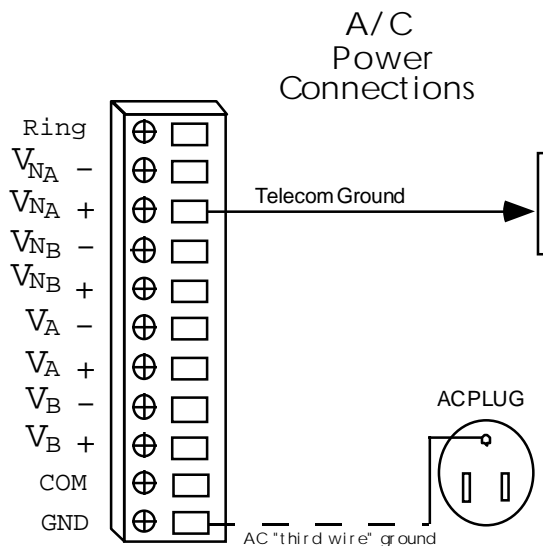 A/C
Power
Connections
Ring
VNA -
VNA +
VNB -
VNB +
VA -
VA +
VB -
VB +
COM
GND
Telecom Ground
ACPLUG
AC "third wire" ground